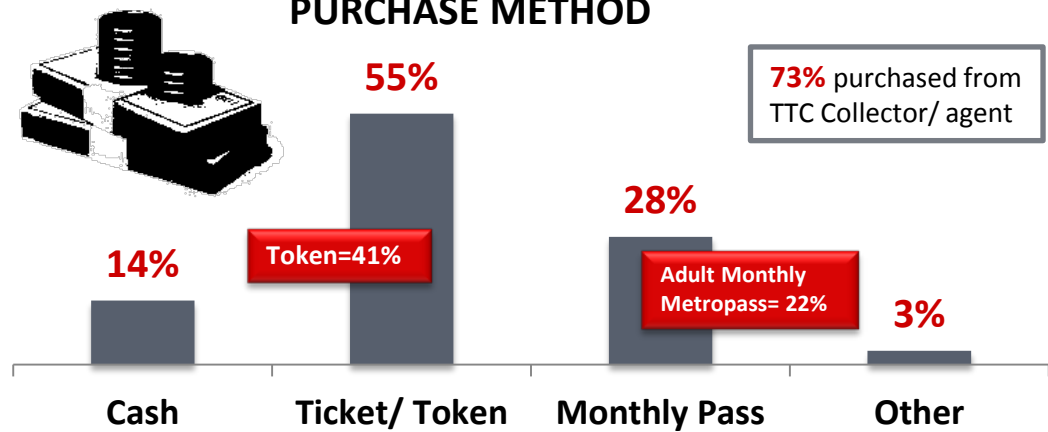 PURCHASE METHOD
55%
73% purchased from
TTC Collector/ agent
28%
14%
Token=41%
Adult Monthly
Metropass= 22%
3%
Cash
Ticket/ Token
Monthly Pass
Other